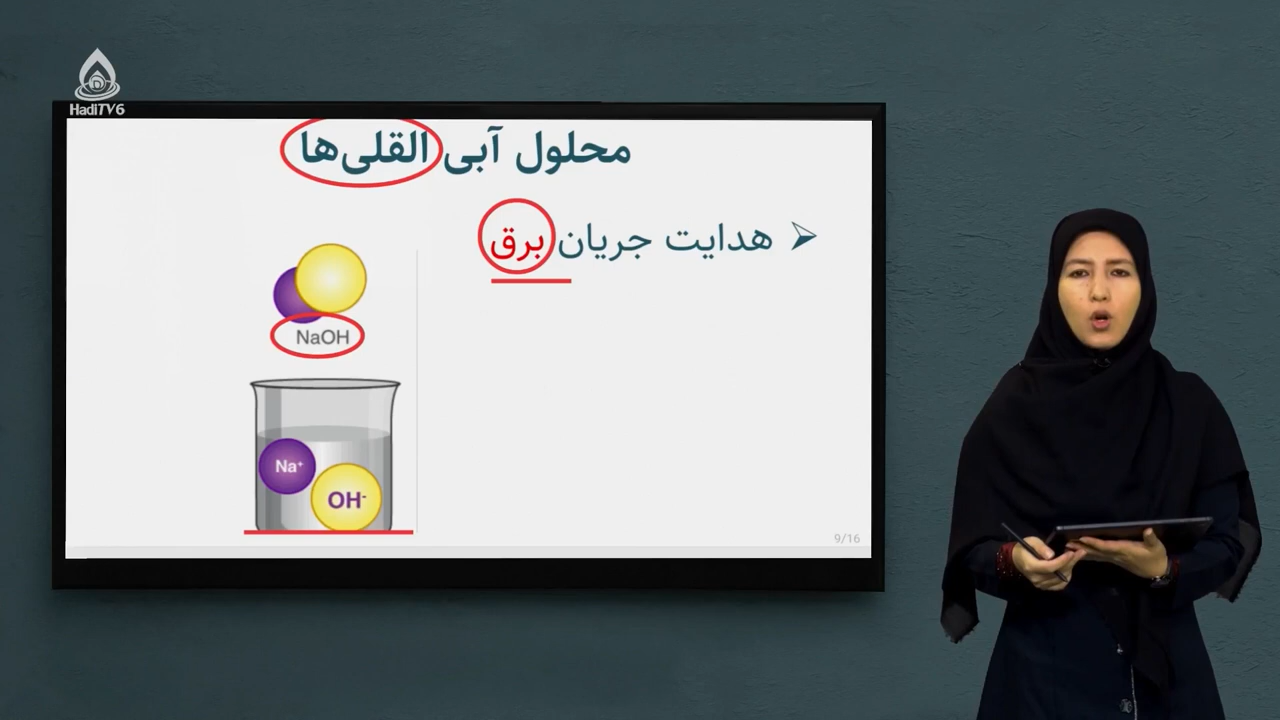 HadiTV6
محلول آبی القلی‌ها
هدایت جریان برق
NaOH
Na+
OH-
9/16